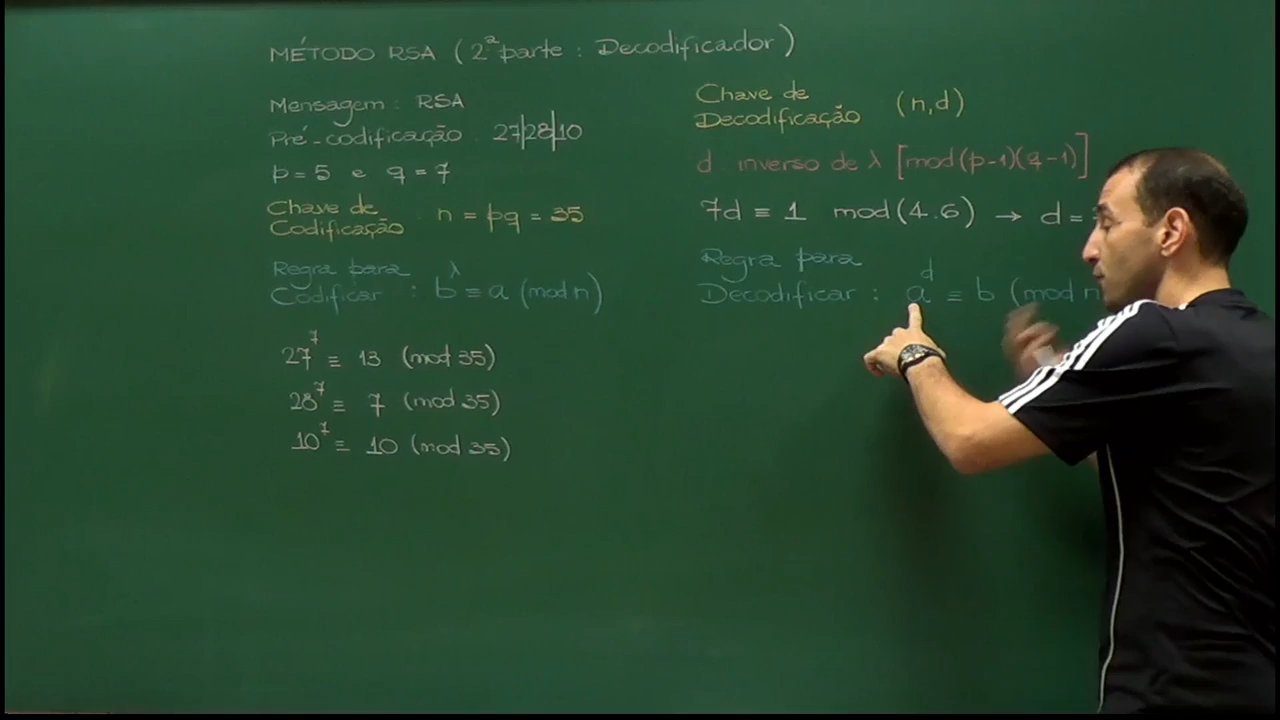 MÉTODO RSA (2ª parte : Decodificador)
Mensagem : RSA
Pré-codificação : 27|28|10
p = 5 e q = 7
Chave de
Codificação : n = pq = 35
Regra para
Codificar : b^λ ≡ a (mod n)
27^7 ≡ 13 (mod 35)
28^7 ≡ 7 (mod 35)
10^7 ≡ 10 (mod 35)
Chave de
Decodificação (n,d)
d : inverso de λ [mod (p-1)(q-1)]
7d ≡ 1 mod (4.6) → d =
Regra para
Decodificar : a^d ≡ b (mod n